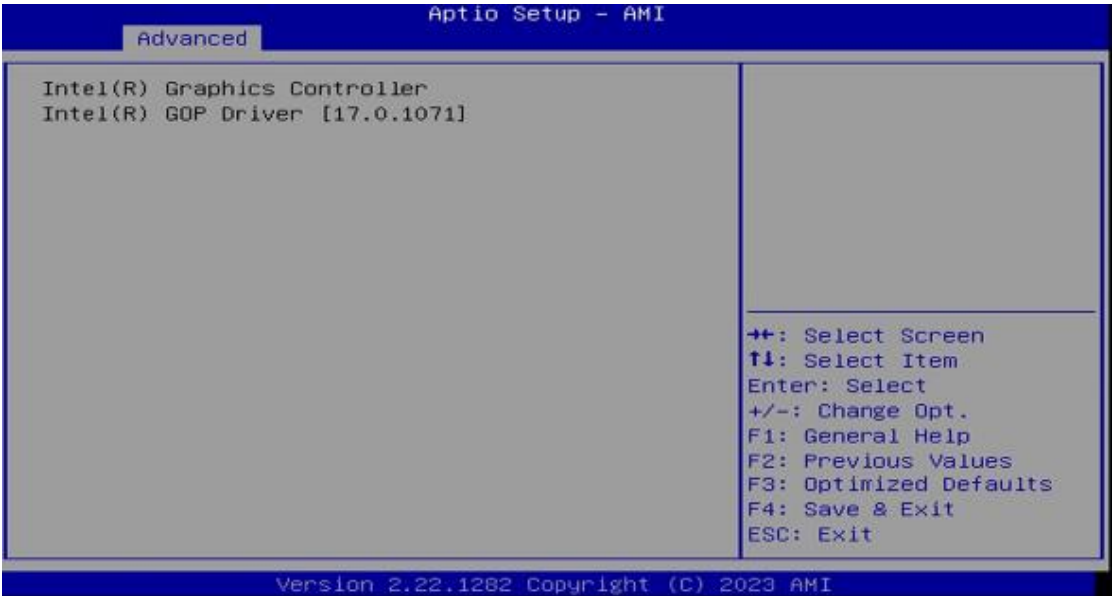 Aptio Setup – AMI
Advanced
Intel(R) Graphics Controller
Intel(R) GOP Driver [17.0.1071]
→←: Select Screen
↑↓: Select Item
Enter: Select
+/-: Change Opt.
F1: General Help
F2: Previous Values
F3: Optimized Defaults
F4: Save & Exit
ESC: Exit
Version 2.22.1282 Copyright (C) 2023 AMI